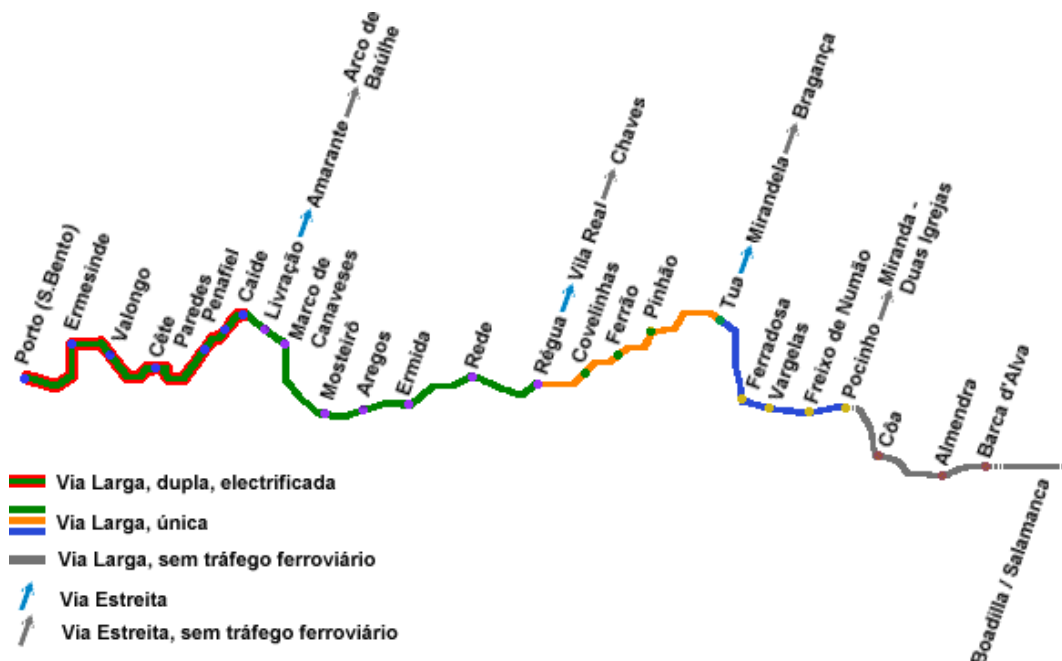 Porto (S.Bento)
Ermesinde
Valongo
Cête
Paredes
Penafiel
Caíde
Livração
Amarante
Arco de
Baúlhe
Marco de
Canaveses
Mosteirô
Aregos
Ermida
Rede
Régua
Vila Real
Chaves
Covelinhas
Ferrão
Pinhão
Tua
Mirandela
Bragança
Ferradosa
Vargelas
Freixo de Numão
Pocinho
Miranda -
Duas Igrejas
Côa
Almendra
Barca d'Alva
Boadilla / Salamanca
Via Larga, dupla, electrificada
Via Larga, única
Via Larga, sem tráfego ferroviário
Via Estreita
Via Estreita, sem tráfego ferroviário